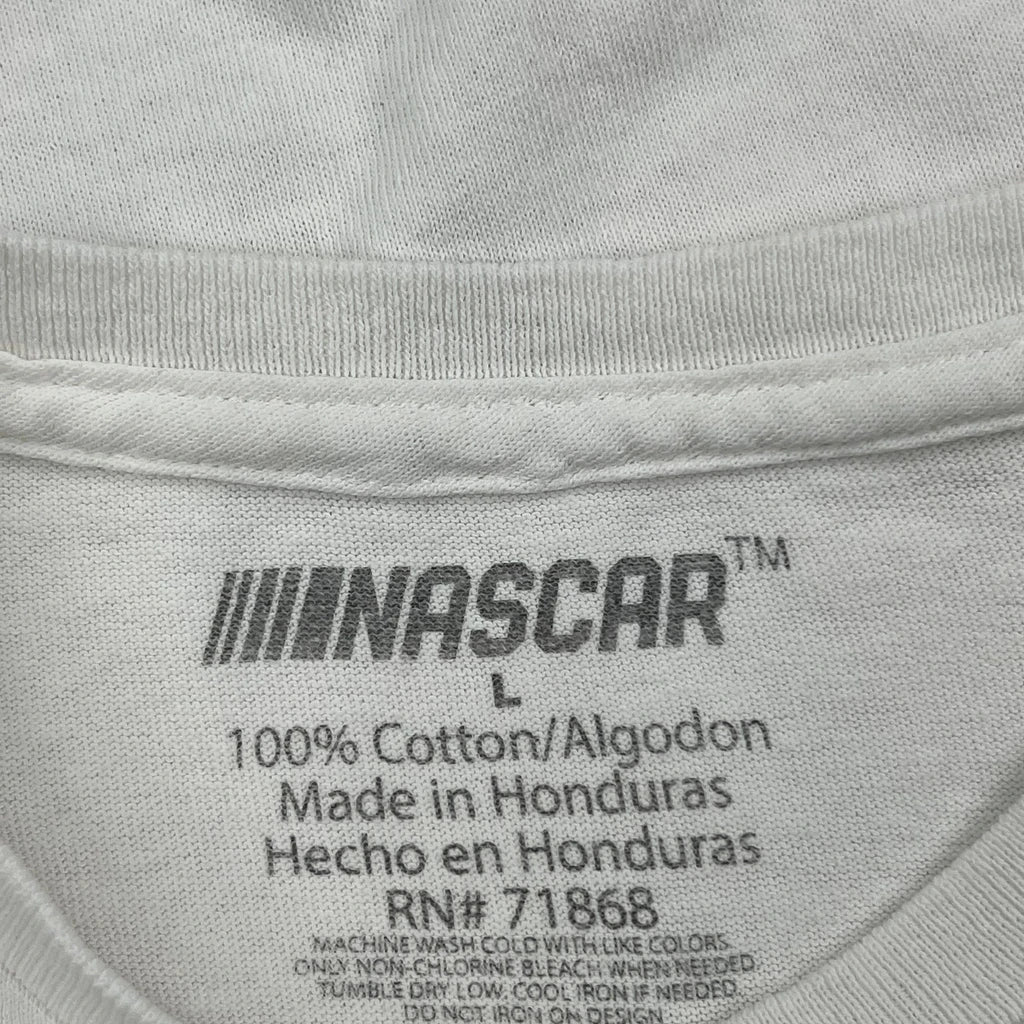 NASCAR™
L
100% Cotton/Algodon
Made in Honduras
Hecho en Honduras
RN# 71868
MACHINE WASH COLD WITH LIKE COLORS.
ONLY NON-CHLORINE BLEACH WHEN NEEDED.
TUMBLE DRY LOW. COOL IRON IF NEEDED.
DO NOT IRON ON DESIGN